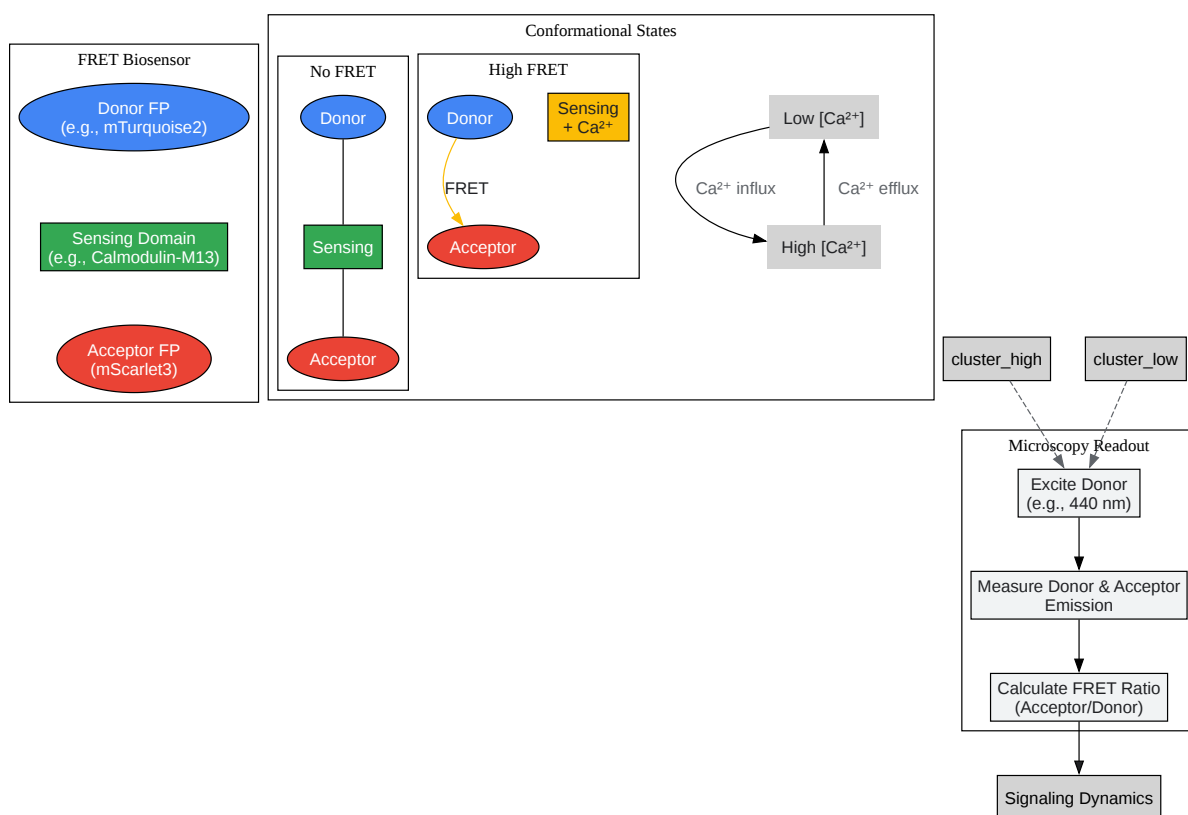 FRET Biosensor
Donor FP
(e.g., mTurquoise2)
Sensing Domain
(e.g., Calmodulin-M13)
Acceptor FP
(mScarlet3)
Conformational States
No FRET
Donor
Sensing
Acceptor
High FRET
Donor
Sensing
+ Ca²⁺
FRET
Acceptor
Low [Ca²⁺]
Ca²⁺ influx
Ca²⁺ efflux
High [Ca²⁺]
cluster_high
cluster_low
Microscopy Readout
Excite Donor
(e.g., 440 nm)
Measure Donor & Acceptor
Emission
Calculate FRET Ratio
(Acceptor/Donor)
Signaling Dynamics